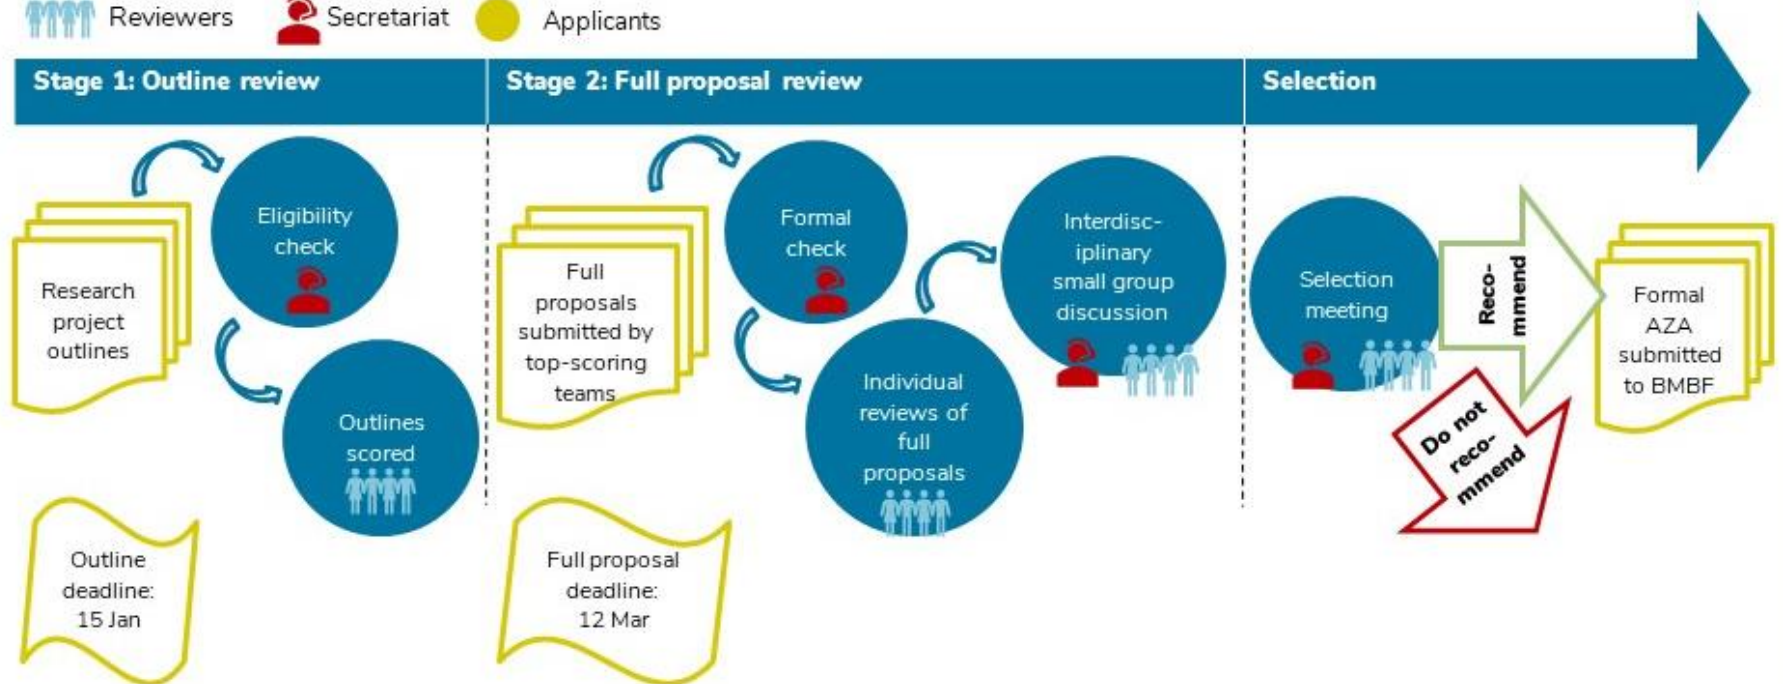 Reviewers
Secretariat
Applicants
Stage 1: Outline review
Stage 2: Full proposal review
Selection
Research
project
outlines
Eligibility
check
Outlines
scored
Outline
deadline:
15 Jan
Full
proposals
submitted by
top-scoring
teams
Formal
check
Individual
reviews of
full
proposals
Interdisc-
iplinary
small group
discussion
Full proposal
deadline:
12 Mar
Selection
meeting
Reco-
mmend
Do not
reco-
mmend
Formal
AZA
submitted
to BMBF